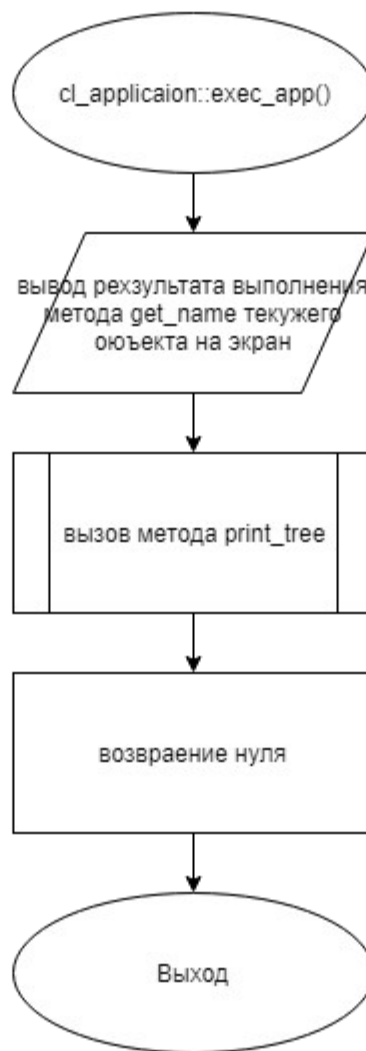 cl_applicaion::exec_app()
вывод рехзультата выполнения
метода get_name текужего
оюъекта на экран
вызов метода print_tree
возвраение нуля
Выход